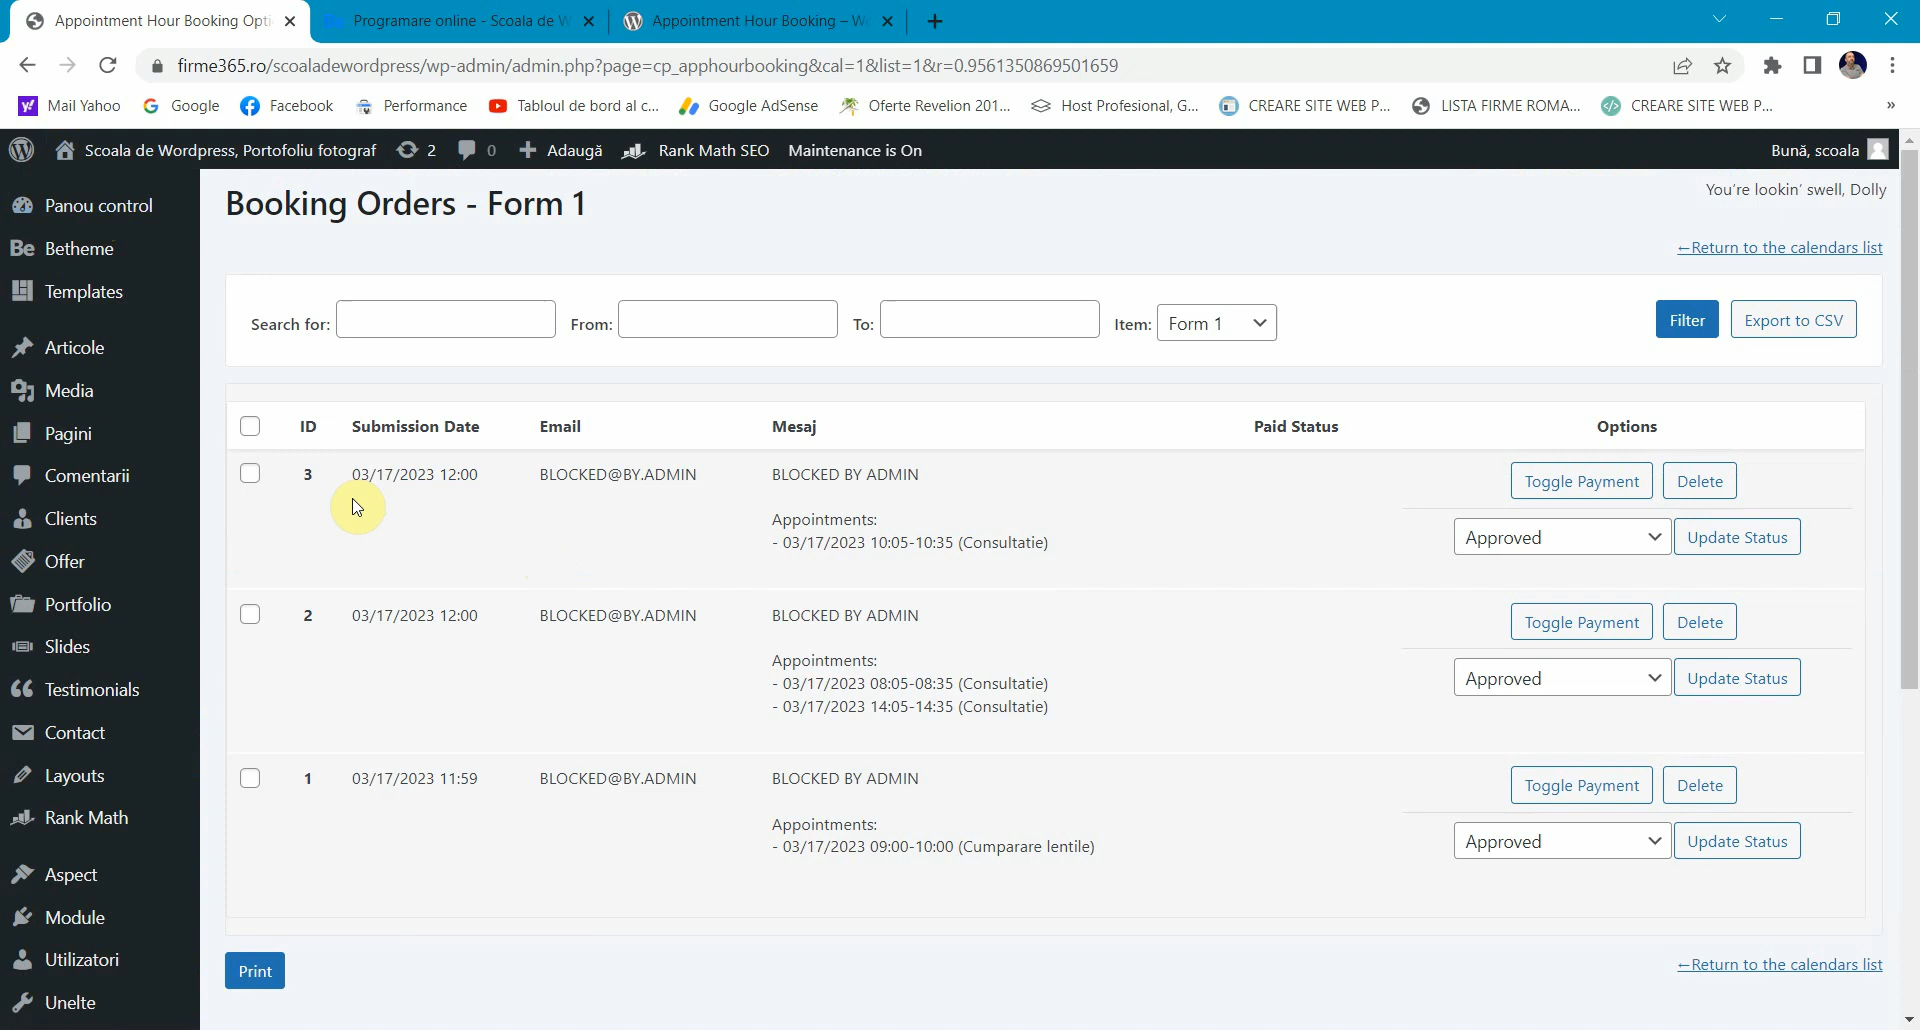 Appointment Hour Booking Opti
Programare online - Scoala de W
Appointment Hour Booking – W
firme365.ro/scoaladewordpress/wp-admin/admin.php?page=cp_apphourbooking&cal=1&list=1&r=0.9561350869501659
Mail Yahoo
Google
Facebook
Performance
Tabloul de bord al c...
Google AdSense
Oferte Revelion 201...
Host Profesional, G...
CREARE SITE WEB P...
LISTA FIRME ROMA...
CREARE SITE WEB P...
»
Scoala de Wordpress, Portofoliu fotograf
2
0
Adaugă
Rank Math SEO
Maintenance is On
Bună, scoala
Panou control
Betheme
Templates
Articole
Media
Pagini
Comentarii
Clients
Offer
Portfolio
Slides
Testimonials
Contact
Layouts
Rank Math
Aspect
Module
Utilizatori
Unelte
Booking Orders - Form 1
You're lookin' swell, Dolly
←Return to the calendars list
Search for:
From:
To:
Item: Form 1
Filter
Export to CSV
ID Submission Date Email Mesaj Paid Status Options
3 03/17/2023 12:00 BLOCKED@BY.ADMIN BLOCKED BY ADMIN Toggle Payment Delete
Appointments:
- 03/17/2023 10:05-10:35 (Consultatie)
Approved Update Status
2 03/17/2023 12:00 BLOCKED@BY.ADMIN BLOCKED BY ADMIN Toggle Payment Delete
Appointments:
- 03/17/2023 08:05-08:35 (Consultatie)
- 03/17/2023 14:05-14:35 (Consultatie)
Approved Update Status
1 03/17/2023 11:59 BLOCKED@BY.ADMIN BLOCKED BY ADMIN Toggle Payment Delete
Appointments:
- 03/17/2023 09:00-10:00 (Cumparare lentile)
Approved Update Status
Print
←Return to the calendars list